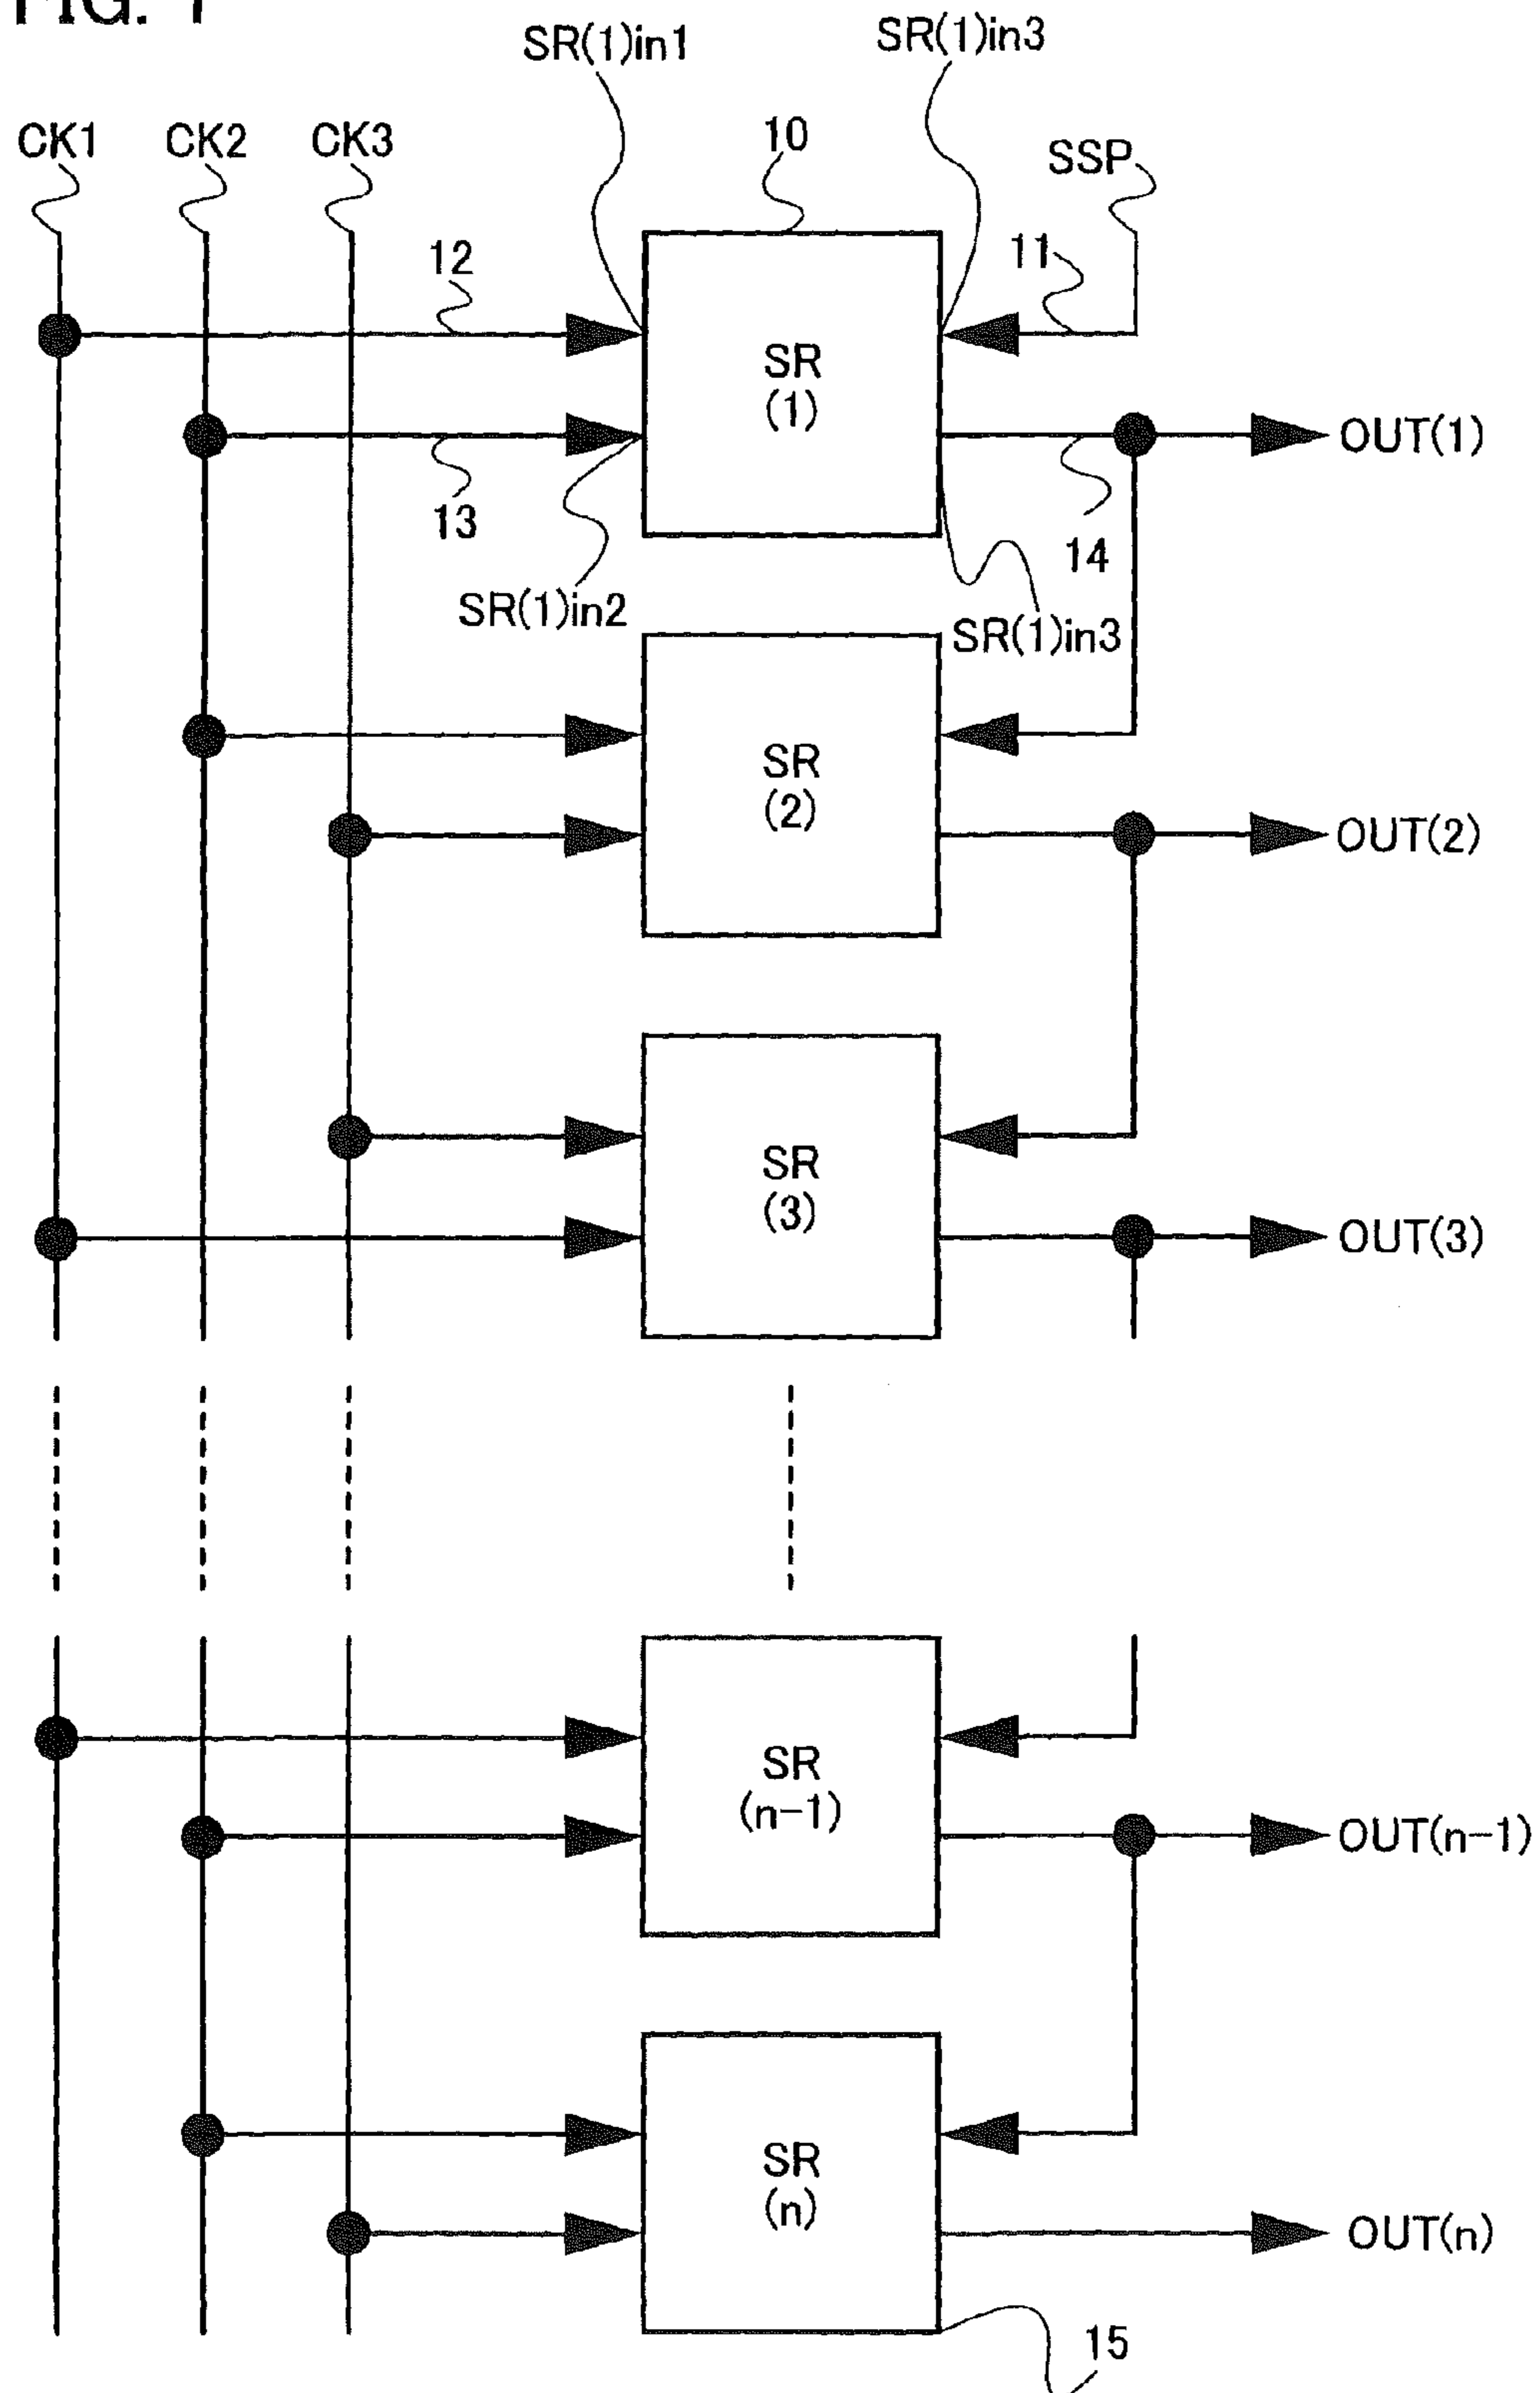 FIG. 1
SR(1)in1
SR(1)in3
CK1
CK2
CK3
10
SSP
12
11
SR
(1)
OUT(1)
13
14
SR(1)in2
SR(1)in3
SR
(2)
OUT(2)
SR
(3)
OUT(3)
SR
(n-1)
OUT(n-1)
SR
(n)
OUT(n)
15